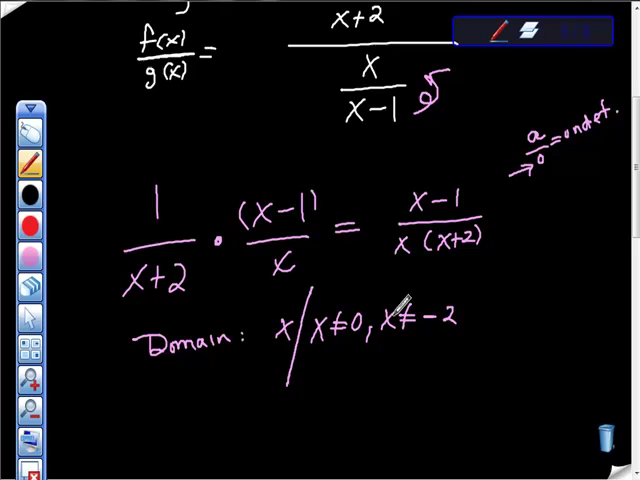 x+2
f(x)/g(x) = x/(x-1)
a/0 = undef.
1/(x+2) · (x-1)/x = (x-1)/(x (x+2))
Domain: x / x≠0, x≠-2